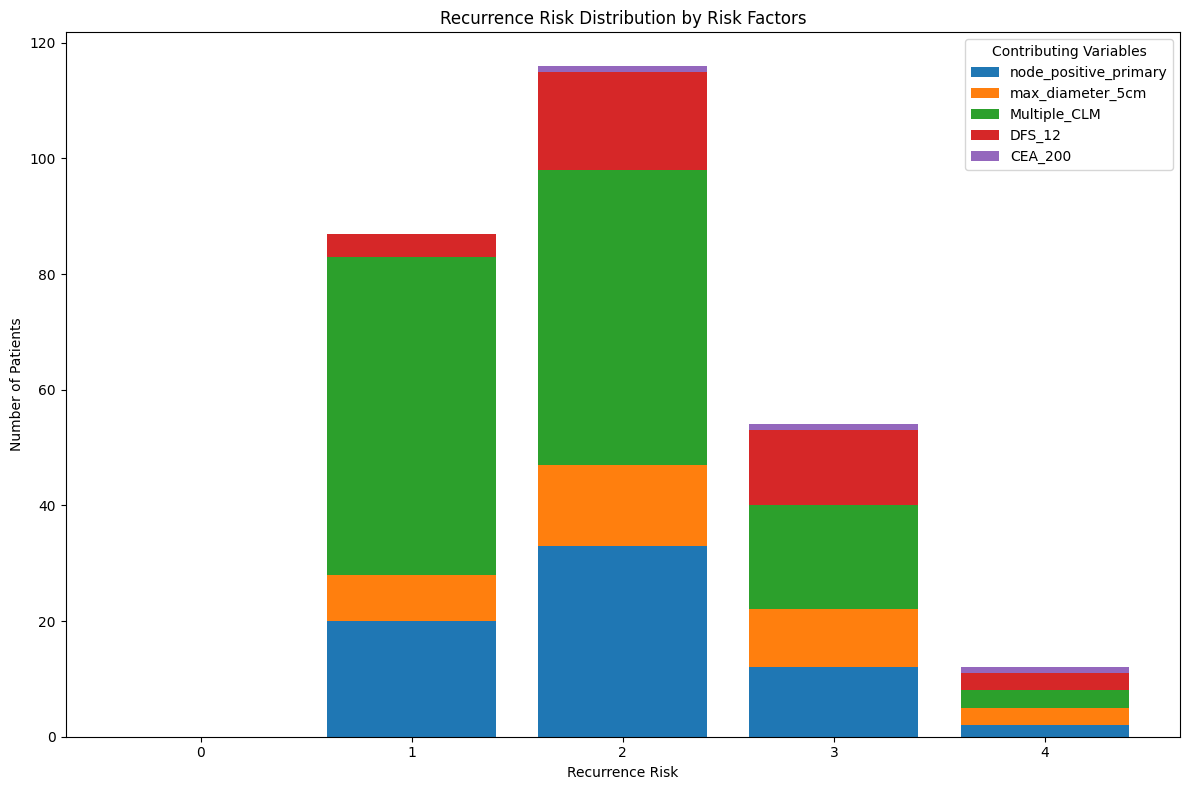 Recurrence Risk Distribution by Risk Factors
Number of Patients
120
100
80
60
40
20
0
Contributing Variables
node_positive_primary
max_diameter_5cm
Multiple_CLM
DFS_12
CEA_200
0 1 2 3 4
Recurrence Risk